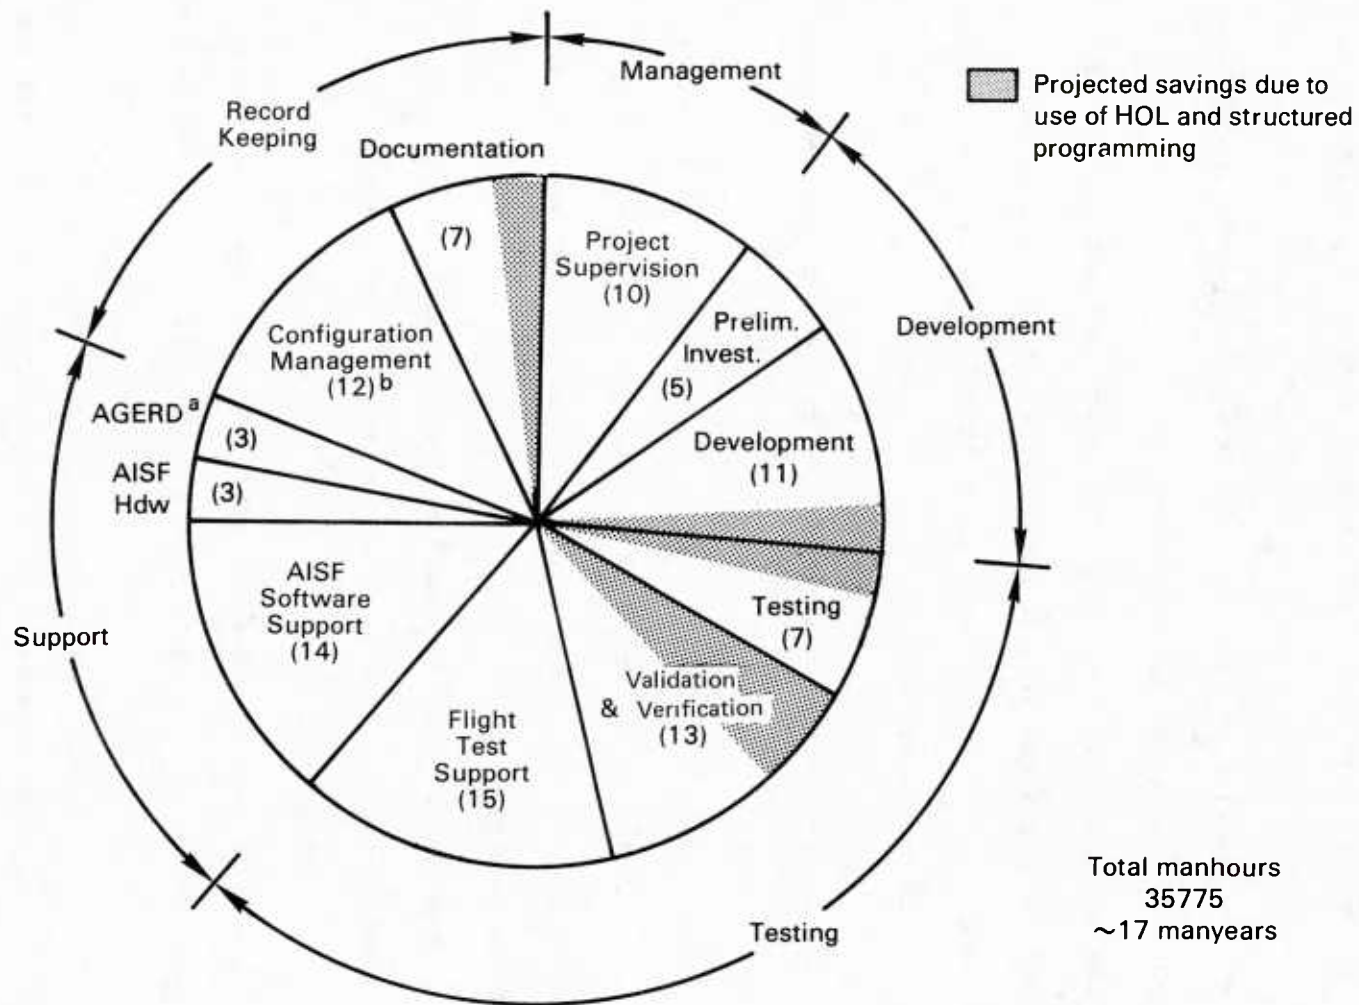 Management
Projected savings due to
use of HOL and structured
programming
Record
Keeping
Documentation
(7)
Project
Supervision
(10)
Prelim.
Invest.
(5)
Development
Configuration
Management
(12) b
AGERD a
(3)
AISF
Hdw
(3)
Development
(11)
AISF
Software
Support
(14)
Support
Testing
(7)
Validation
& Verification
(13)
Flight
Test
Support
(15)
Testing
Total manhours
35775
~17 manyears